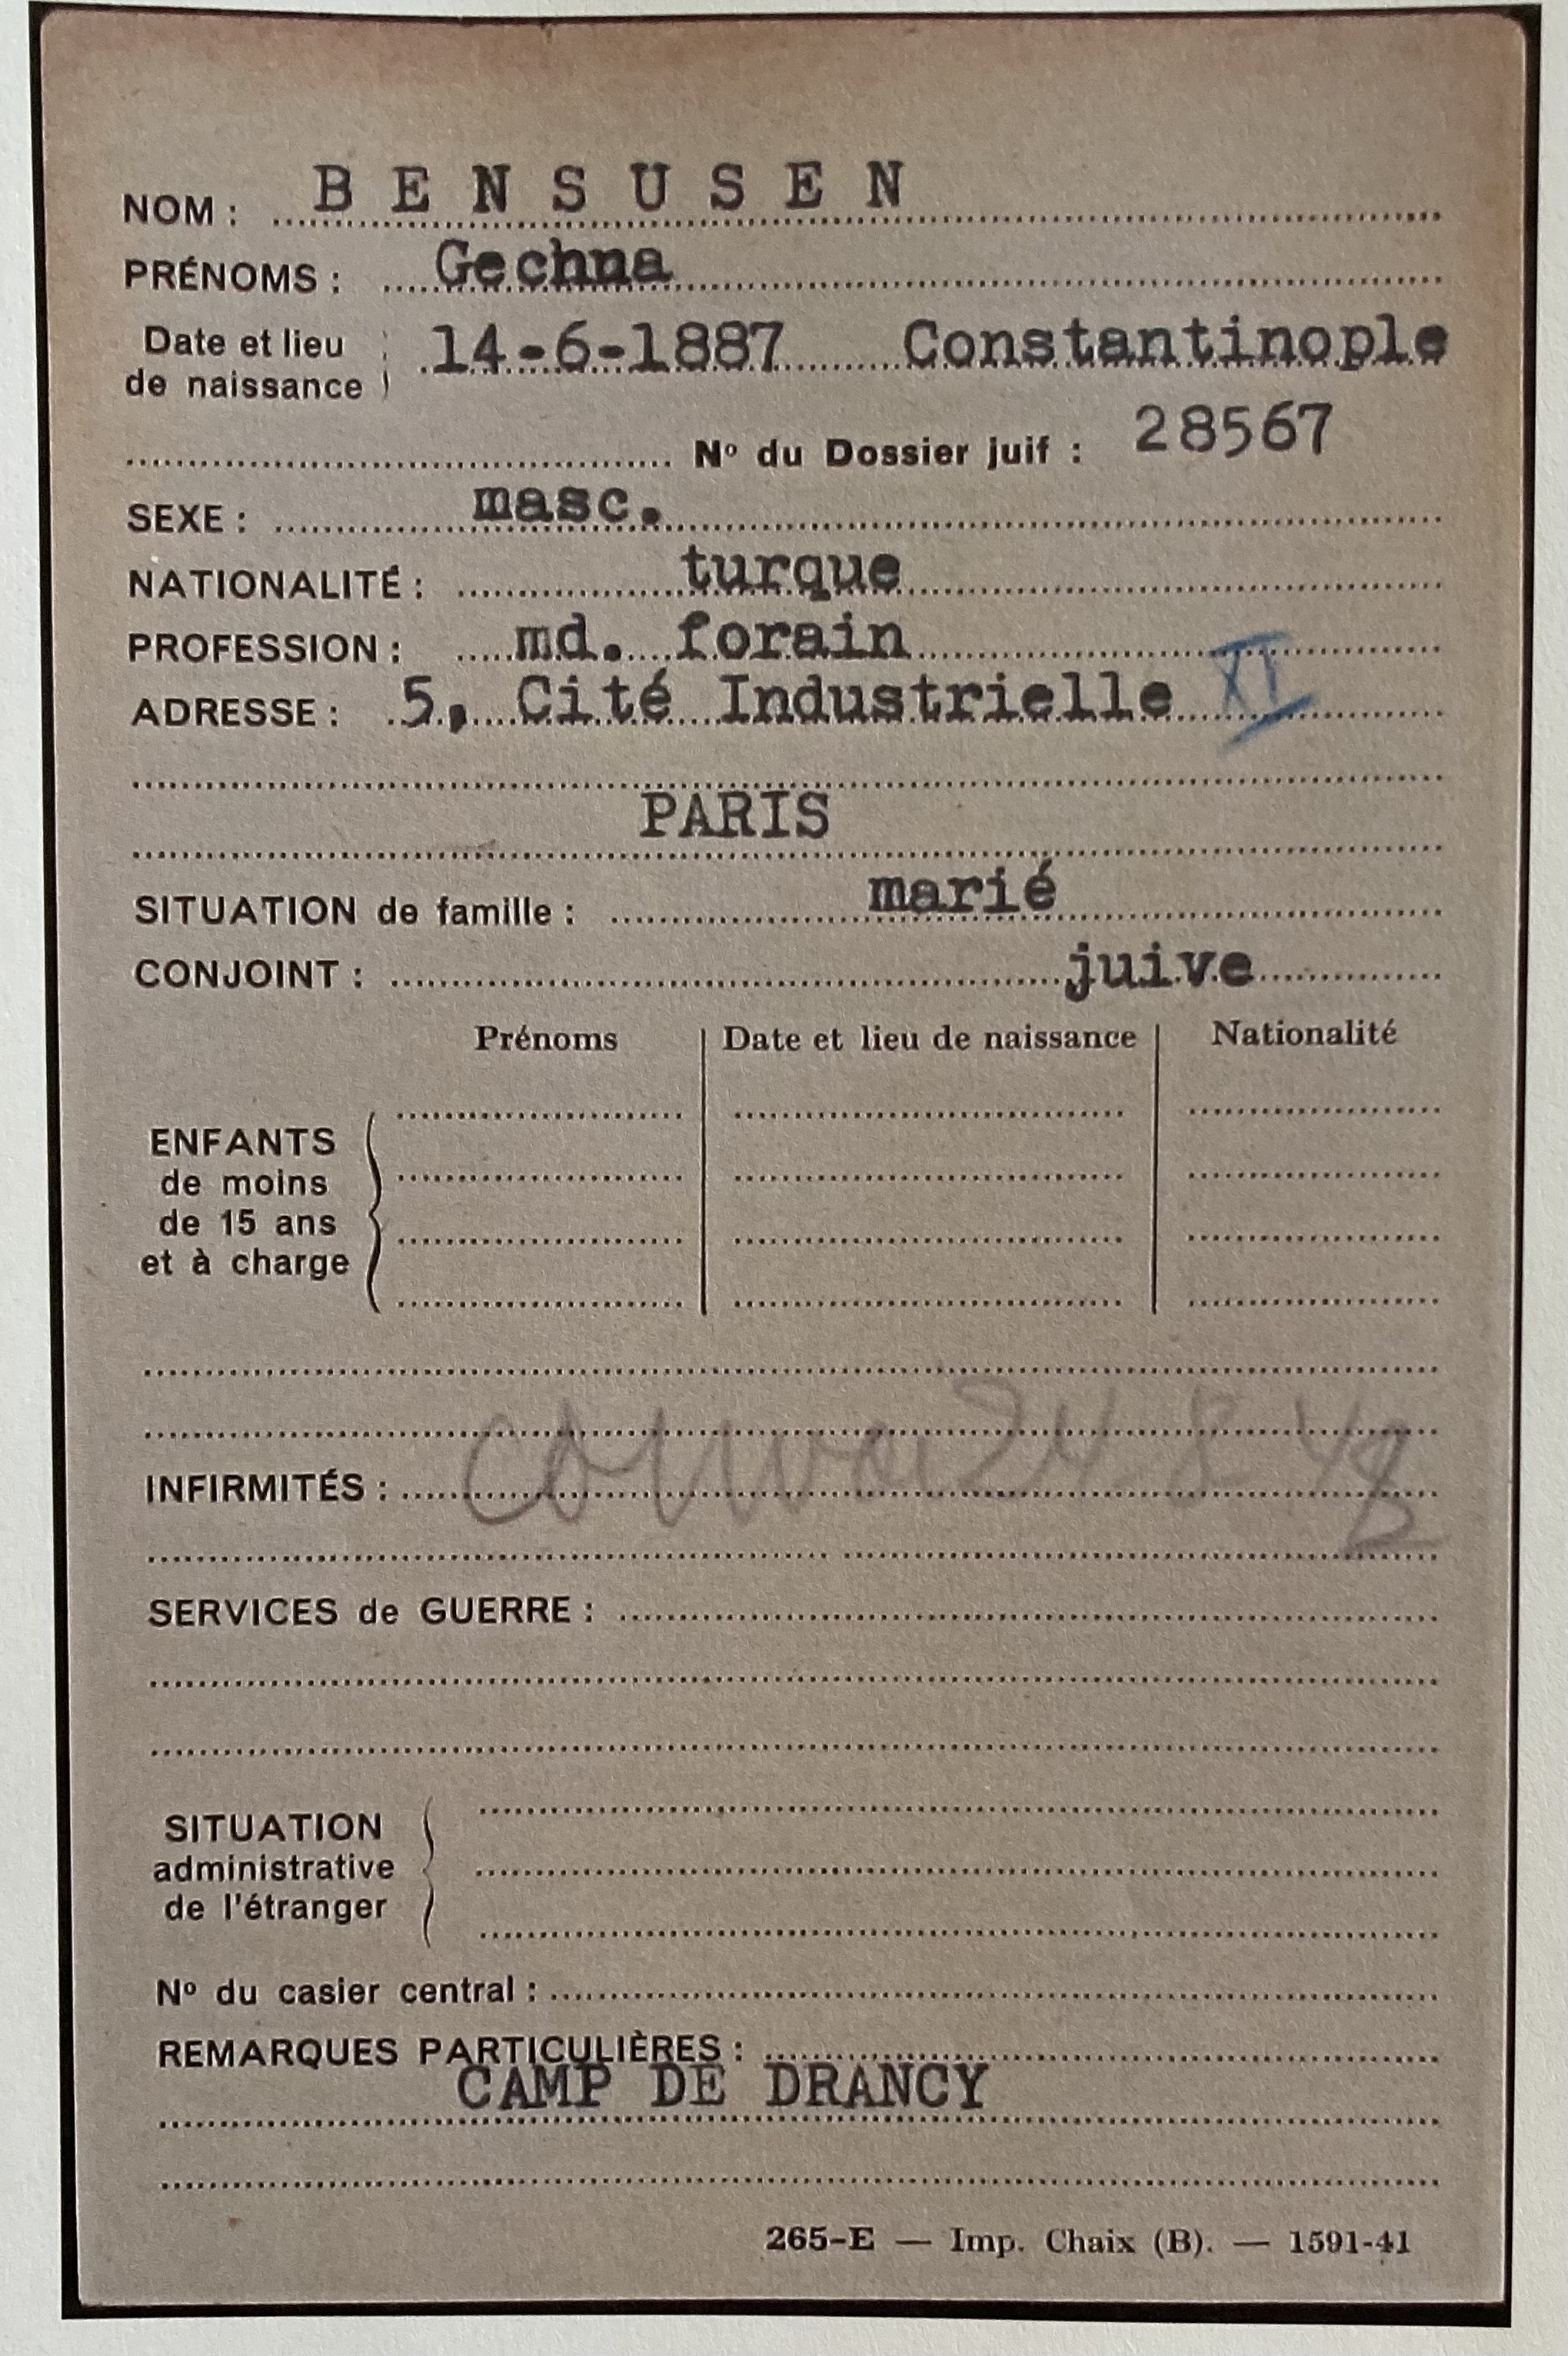 NOM : BENSUSEN
PRÉNOMS : Gechna
Date et lieu de naissance 14-6-1887 Constantinople
Nº du Dossier juif : 28567
SEXE : masc.
NATIONALITÉ : turque
PROFESSION : md. forain
ADRESSE : 5, Cité Industrielle XI
PARIS
SITUATION de famille : marié
CONJOINT : juive
Prénoms Date et lieu de naissance Nationalité
ENFANTS
de moins
de 15 ans
et à charge
INFIRMITÉS :
SERVICES de GUERRE :
SITUATION
administrative
de l'étranger
Nº du casier central :
REMARQUES PARTICULIÈRES :
CAMP DE DRANCY
265-E — Imp. Chaix (B). — 1591-41